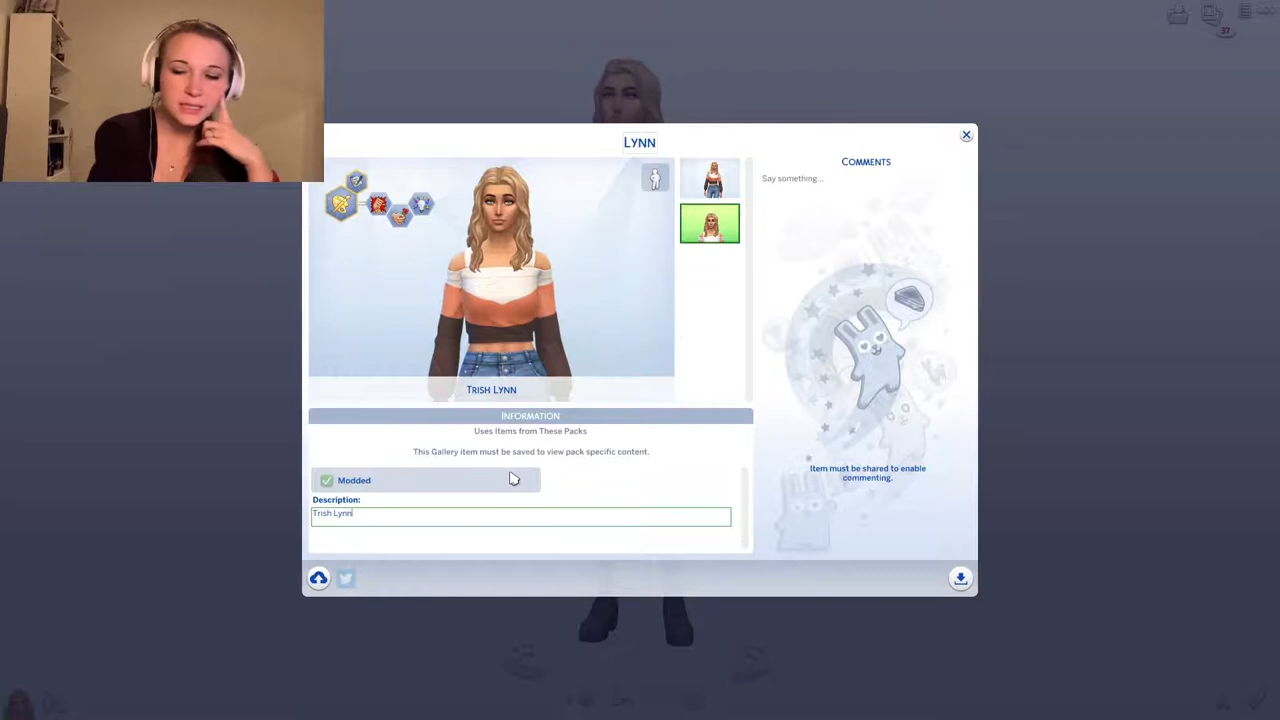 37
LYNN
COMMENTS
Say something...
TRISH LYNN
INFORMATION
Uses Items from These Packs
This Gallery item must be saved to view pack specific content.
Modded
Description:
Trish Lynn
Item must be shared to enable
commenting.